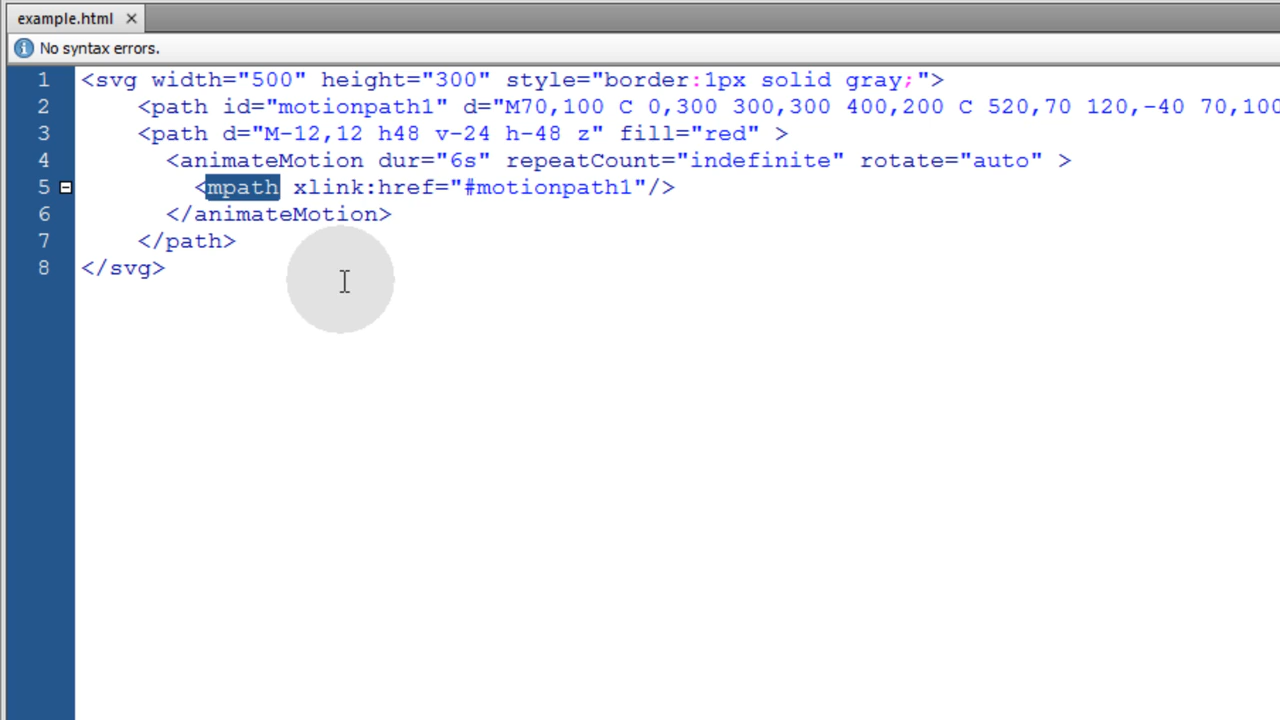 example.html
No syntax errors.
1 <svg width="500" height="300" style="border:1px solid gray;">
2 <path id="motionpath1" d="M70,100 C 0,300 300,300 400,200 C 520,70 120,-40 70,100
3 <path d="M-12,12 h48 v-24 h-48 z" fill="red" >
4 <animateMotion dur="6s" repeatCount="indefinite" rotate="auto" >
5 <mpath xlink:href="#motionpath1"/>
6 </animateMotion>
7 </path>
8 </svg>